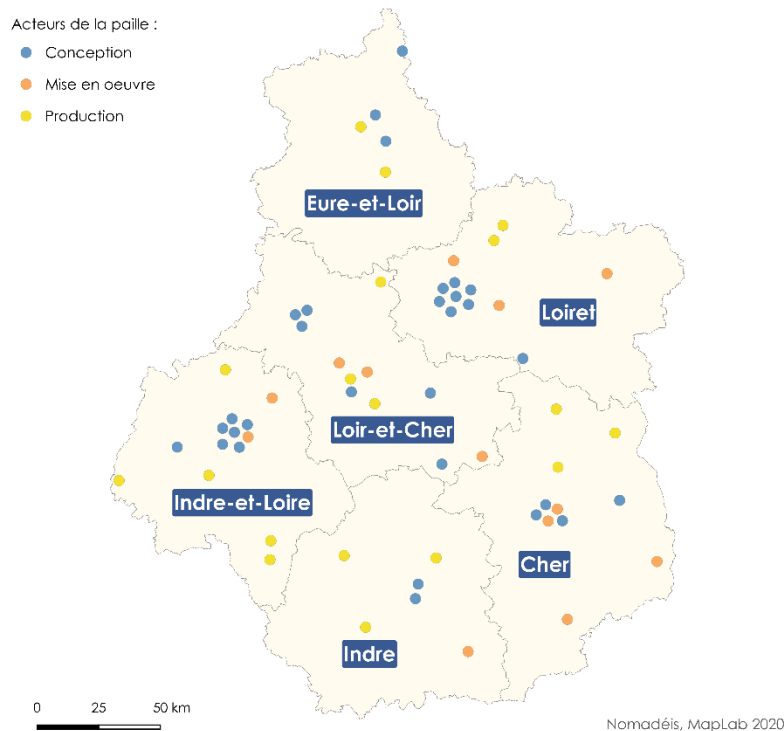 Acteurs de la paille :
Conception
Mise en oeuvre
Production
Eure-et-Loir
Loiret
Loir-et-Cher
Indre-et-Loire
Cher
Indre
0 25 50 km
Nomadéis, MapLab 2020